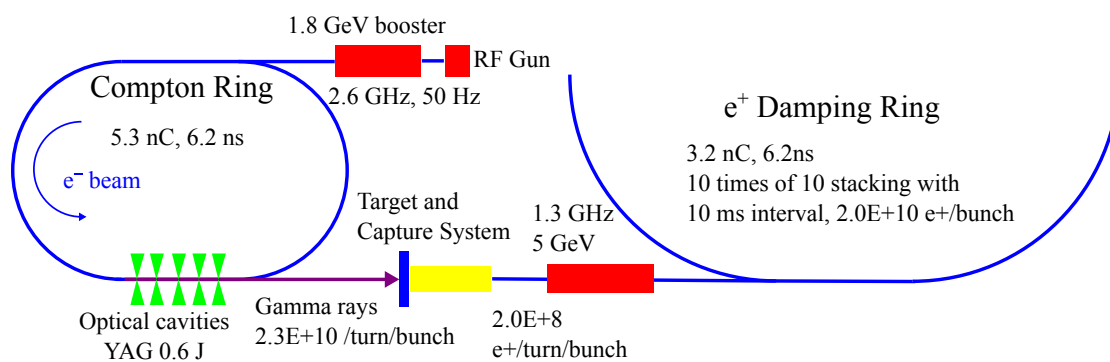 1.8 GeV booster
RF Gun
2.6 GHz, 50 Hz
Compton Ring
5.3 nC, 6.2 ns
e⁻ beam
e⁺ Damping Ring
3.2 nC, 6.2ns
10 times of 10 stacking with
10 ms interval, 2.0E+10 e+/bunch
Target and
Capture System
1.3 GHz
5 GeV
Optical cavities
YAG 0.6 J
Gamma rays
2.3E+10 /turn/bunch
2.0E+8
e+/turn/bunch